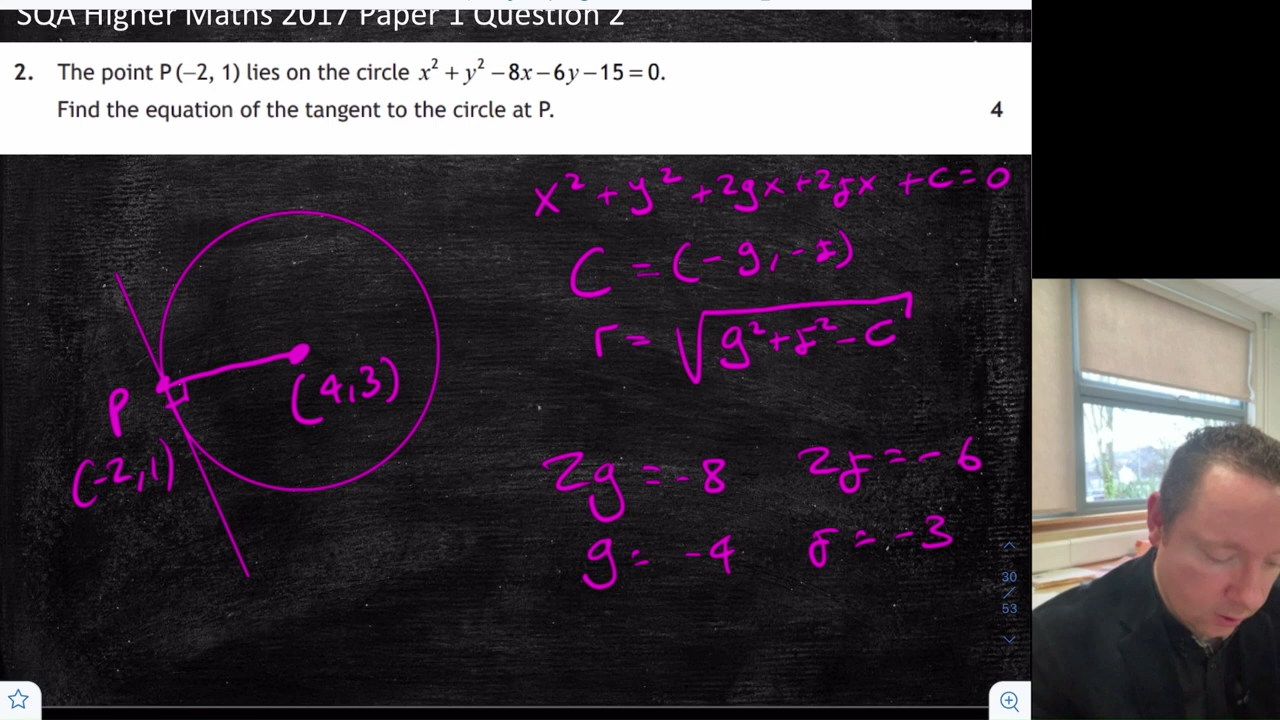 SQA Higher Maths 2017 Paper 1 Question 2
2. The point P(−2, 1) lies on the circle x² + y² − 8x − 6y − 15 = 0.
Find the equation of the tangent to the circle at P. 4
x² + y² + 2gx + 2fx + c = 0
C = (-g, -f)
r = √(g² + f² - c)
P
(4,3)
(-2,1)
2g = -8 2f = -6
g = -4 f = -3
30
/
53